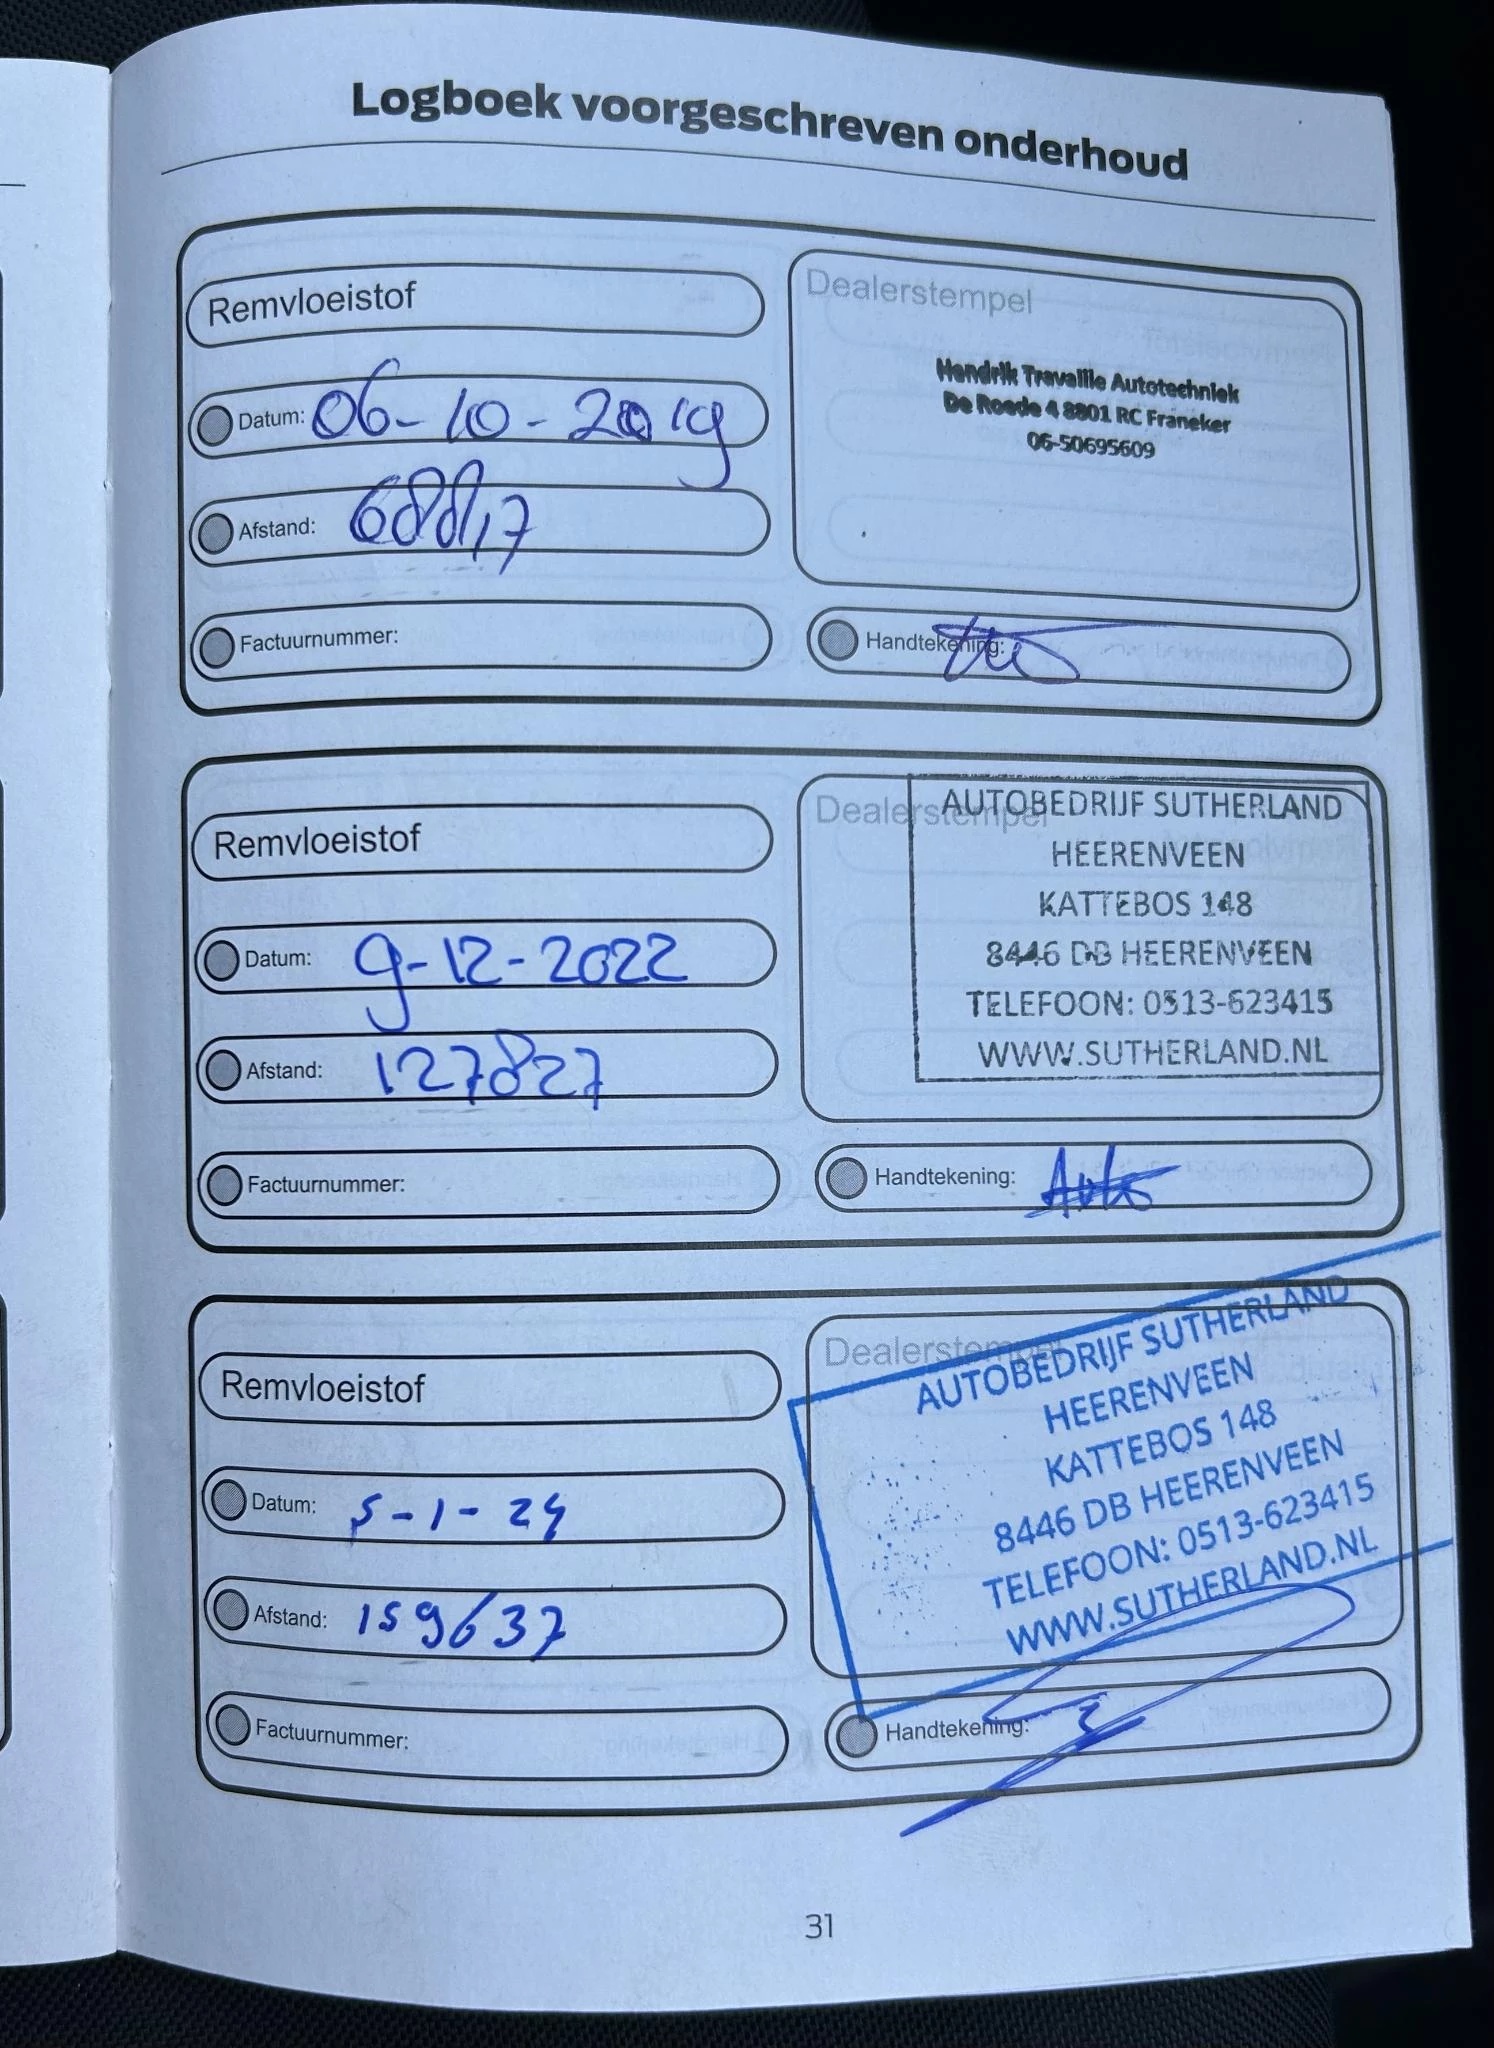 Logboek voorgeschreven onderhoud
Remvloeistof
Datum: 06-10-2019
Afstand: 68817
Factuurnummer:
Dealerstempel
Hendrik Travaille Autotechniek
De Roede 4 8801 RC Franeker
06-50695609
Handtekening:
Remvloeistof
Datum: 9-12-2022
Afstand: 127827
Factuurnummer:
Dealerstempel
AUTOBEDRIJF SUTHERLAND
HEERENVEEN
KATTEBOS 148
8446 DB HEERENVEEN
TELEFOON: 0513-623415
WWW.SUTHERLAND.NL
Handtekening:
Remvloeistof
Datum: 5-1-24
Afstand: 159637
Factuurnummer:
Dealerstempel
AUTOBEDRIJF SUTHERLAND
HEERENVEEN
KATTEBOS 148
8446 DB HEERENVEEN
TELEFOON: 0513-623415
WWW.SUTHERLAND.NL
Handtekening:
31